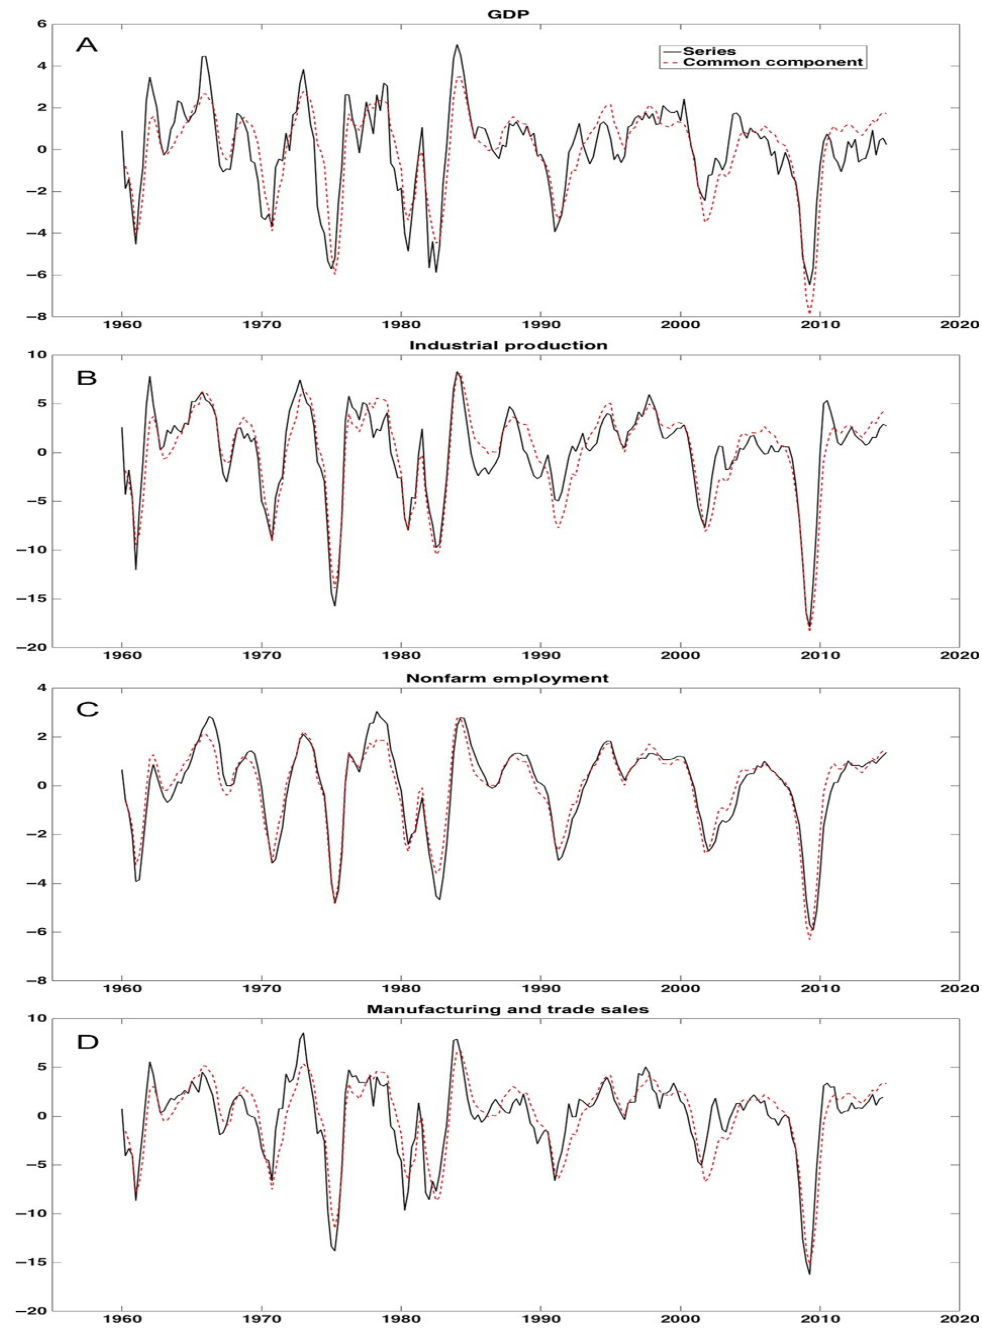 GDP
A
Series
Common component
6
4
2
0
−2
−4
−6
−8
1960 1970 1980 1990 2000 2010 2020
Industrial production
B
10
5
0
−5
−10
−15
−20
1960 1970 1980 1990 2000 2010 2020
Nonfarm employment
C
4
2
0
−2
−4
−6
−8
1960 1970 1980 1990 2000 2010 2020
Manufacturing and trade sales
D
10
5
0
−5
−10
−15
−20
1960 1970 1980 1990 2000 2010 2020